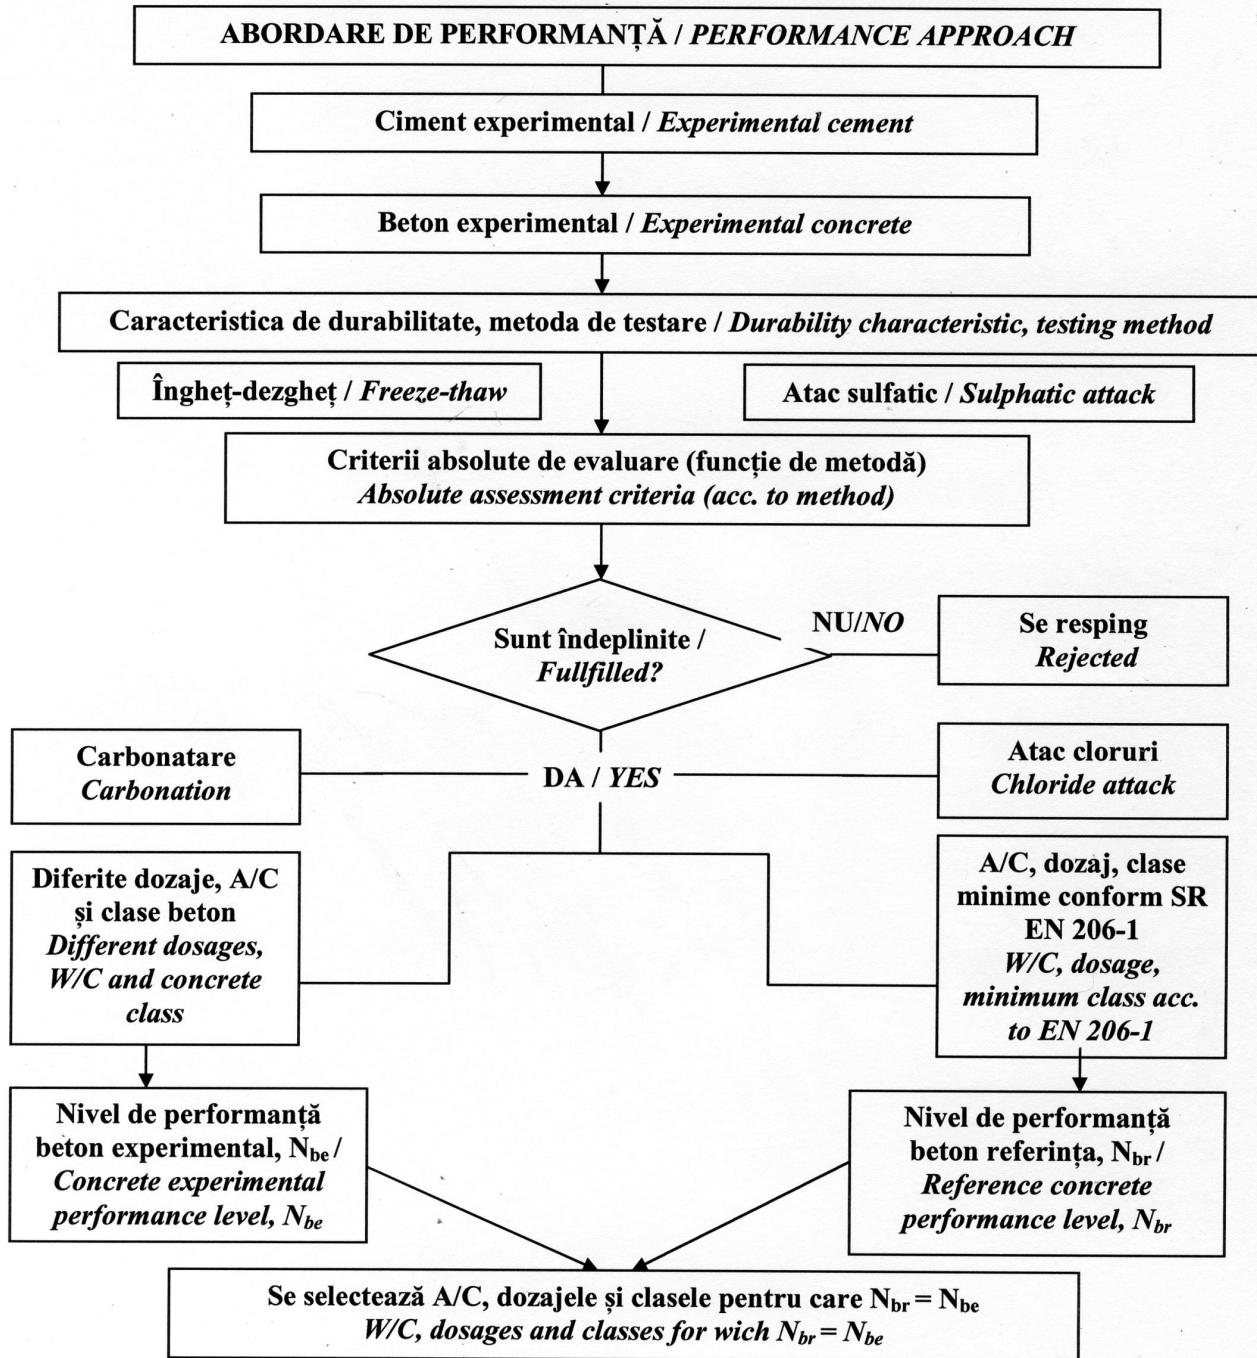 ABORDARE DE PERFORMANȚĂ / PERFORMANCE APPROACH
Ciment experimental / Experimental cement
Beton experimental / Experimental concrete
Caracteristica de durabilitate, metoda de testare / Durability characteristic, testing method
Îngheț-dezgheț / Freeze-thaw
Atac sulfatic / Sulphatic attack
Criterii absolute de evaluare (funcție de metodă)
Absolute assessment criteria (acc. to method)
Sunt îndeplinite /
Fullfilled?
NU/NO
Se resping
Rejected
Carbonatare
Carbonation
DA / YES
Atac cloruri
Chloride attack
Diferite dozaje, A/C
și clase beton
Different dosages,
W/C and concrete
class
A/C, dozaj, clase
minime conform SR
EN 206-1
W/C, dosage,
minimum class acc.
to EN 206-1
Nivel de performanță
beton experimental, Nbe /
Concrete experimental
performance level, Nbe
Nivel de performanță
beton referința, Nbr /
Reference concrete
performance level, Nbr
Se selectează A/C, dozajele și clasele pentru care Nbr = Nbe
W/C, dosages and classes for wich Nbr = Nbe